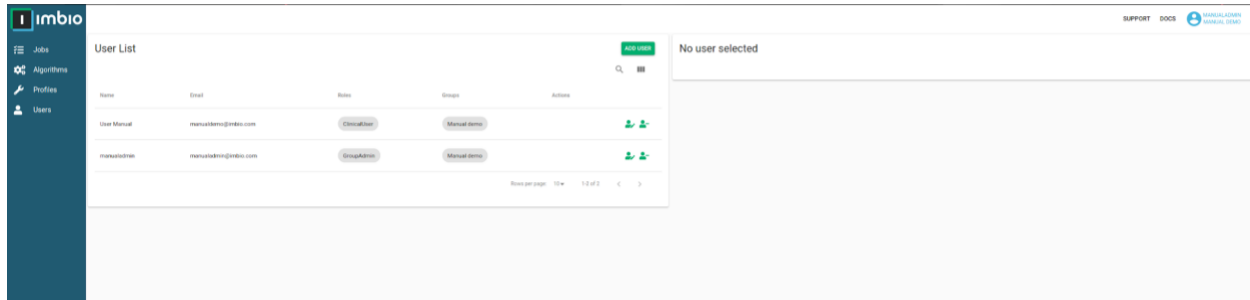 imbio
SUPPORT DOCS MANUALADMIN
MANUAL DEMO
Jobs
Algorithms
Profiles
Users
User List
ADD USER
Name Email Roles Groups Actions
User Manual manualdemo@imbio.com ClinicalUser Manual demo
manualadmin manualadmin@imbio.com GroupAdmin Manual demo
Rows per page: 10 1-2 of 2
No user selected